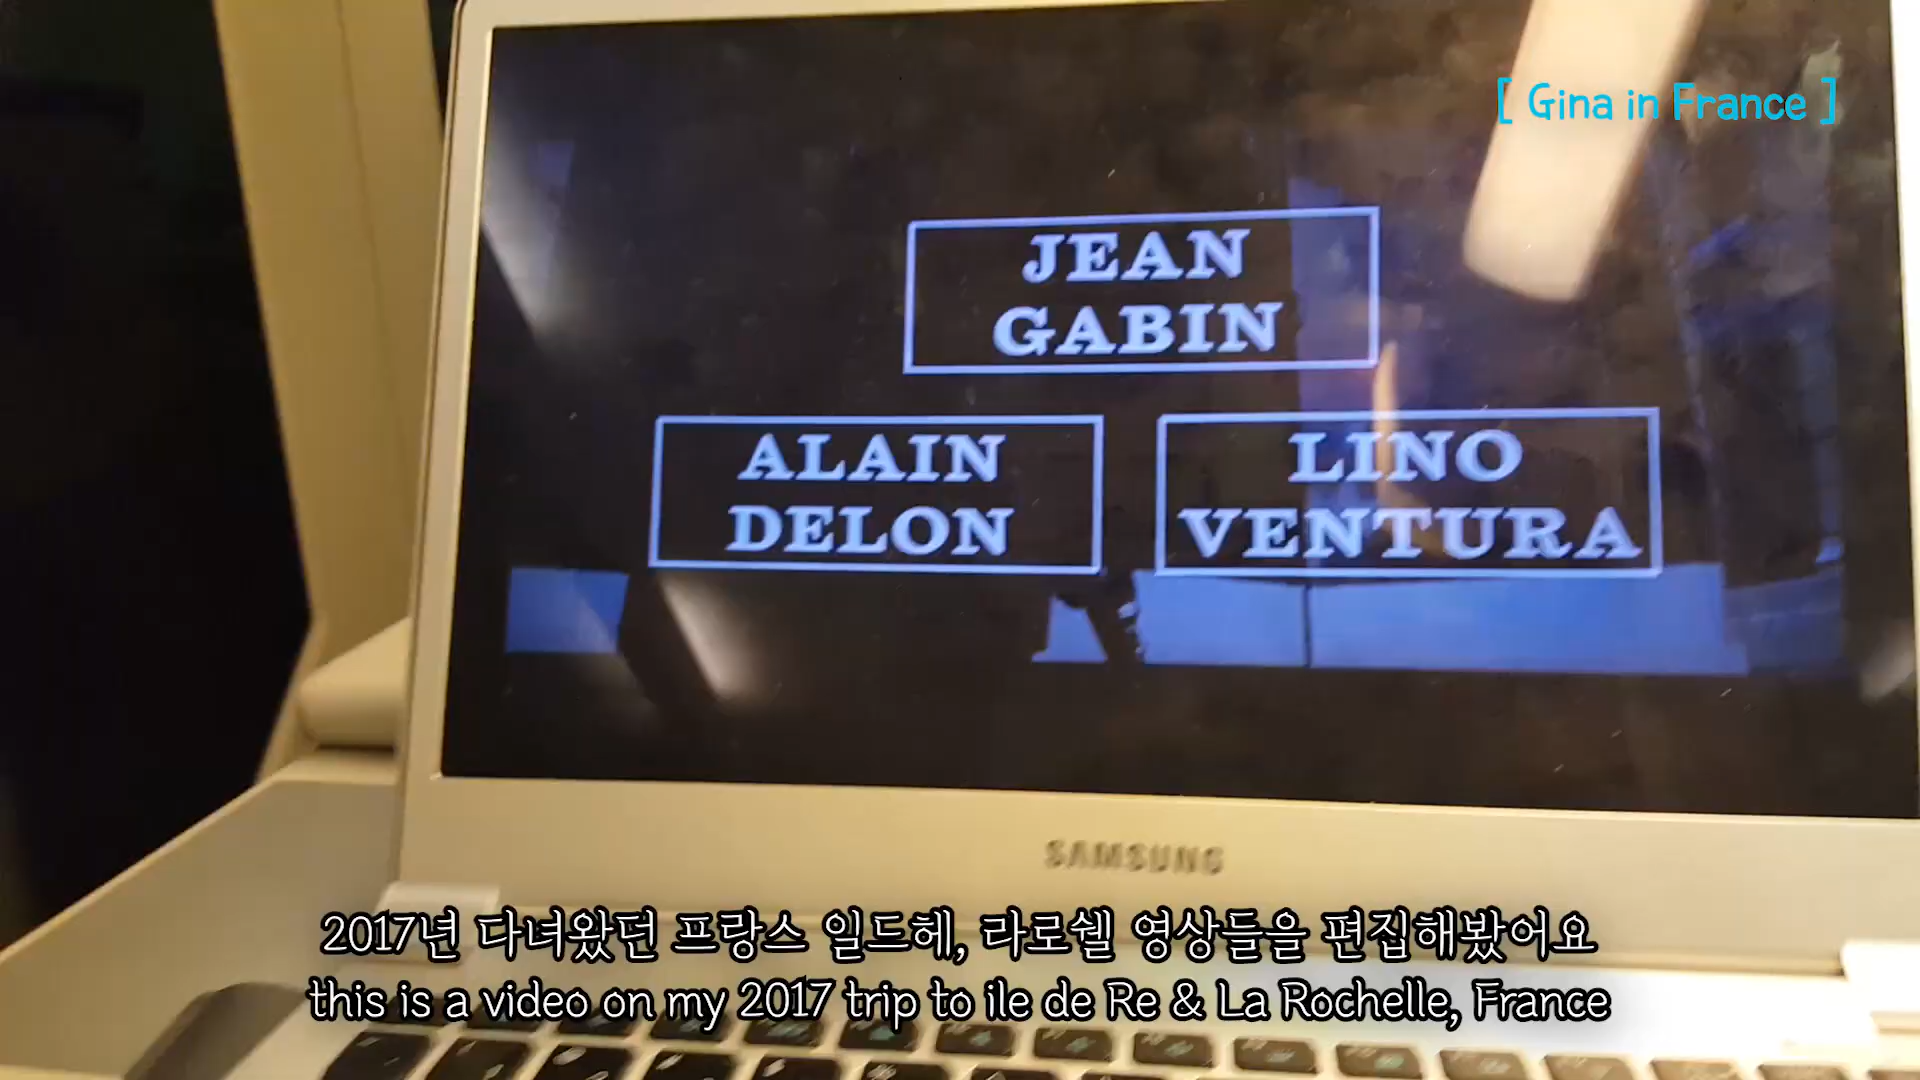 [ Gina in France ]
JEAN
GABIN
ALAIN
DELON
LINO
VENTURA
SAMSUNG
2017년 다녀왔던 프랑스 일드헤, 라로쉘 영상들을 편집해봤어요
this is a video on my 2017 trip to ile de Re & La Rochelle, France